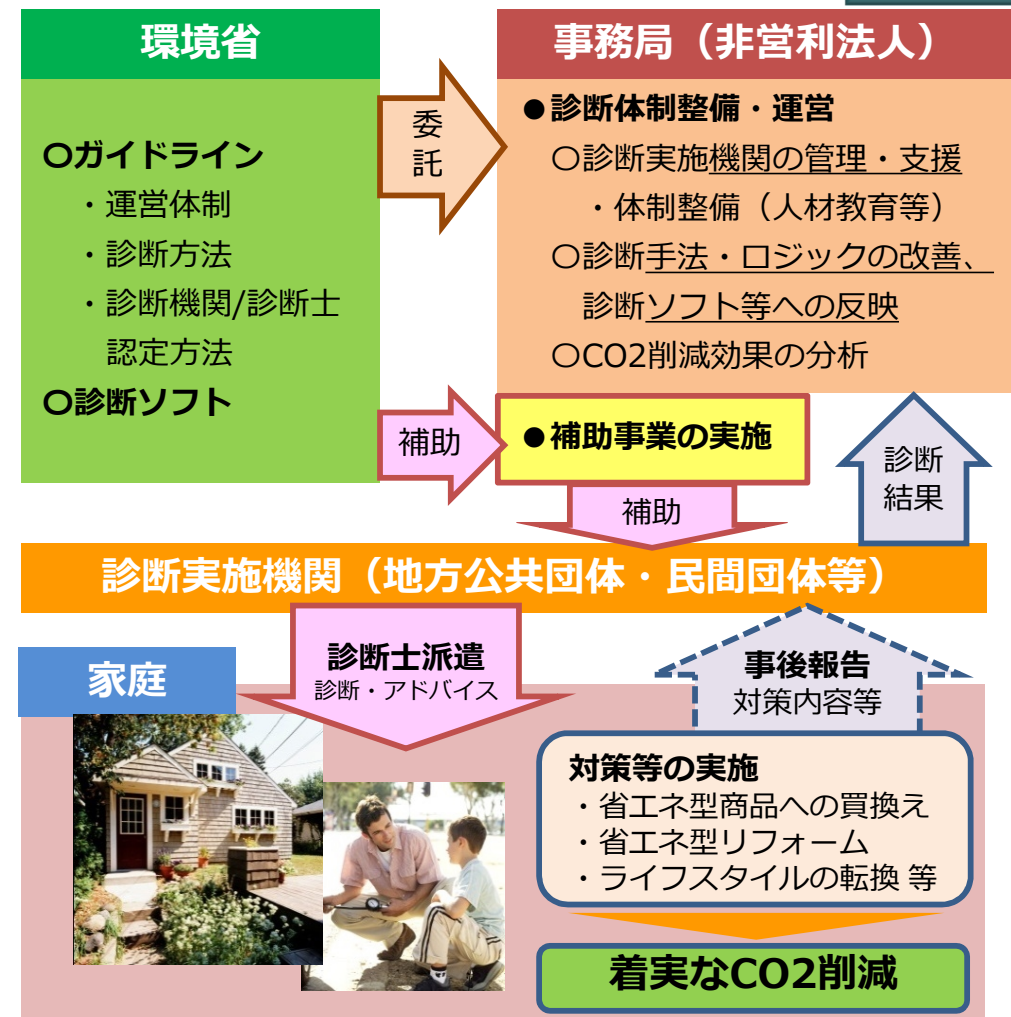 環境省
〇ガイドライン
・運営体制
・診断方法
・診断機関/診断士
認定方法
〇診断ソフト
委
託
補助
事務局（非営利法人）
●診断体制整備・運営
〇診断実施機関の管理・支援
・体制整備（人材教育等）
〇診断手法・ロジックの改善、
診断ソフト等への反映
〇CO2削減効果の分析
●補助事業の実施
補助
診断
結果
診断実施機関（地方公共団体・民間団体等）
家庭
診断士派遣
診断・アドバイス
事後報告
対策内容等
対策等の実施
・省エネ型商品への買換え
・省エネ型リフォーム
・ライフスタイルの転換 等
着実なCO2削減